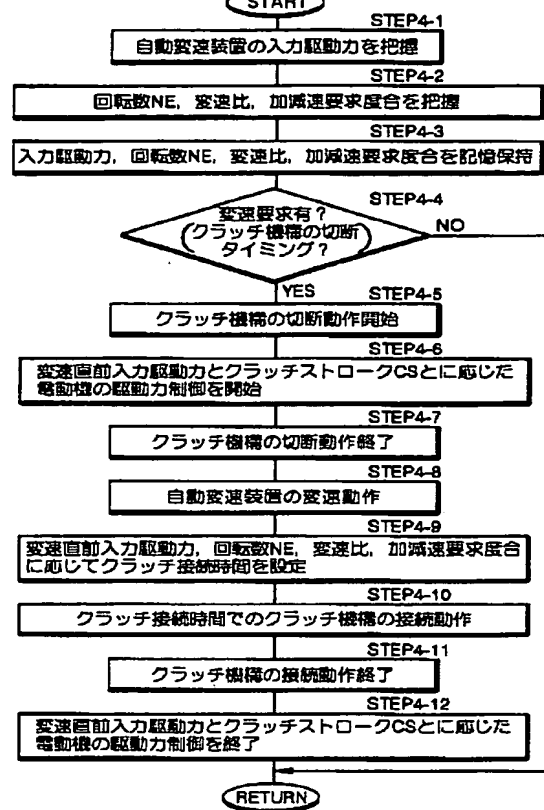 START
STEP4-1
自動変速装置の入力駆動力を把握
STEP4-2
回転数NE，変速比，加減速要求度合を把握
STEP4-3
入力駆動力，回転数NE，変速比，加減速要求度合を記憶保持
STEP4-4
変速要求有？
（クラッチ機構の切断
タイミング？）
NO
YES
STEP4-5
クラッチ機構の切断動作開始
STEP4-6
変速直前入力駆動力とクラッチストロークCSとに応じた
電動機の駆動力制御を開始
STEP4-7
クラッチ機構の切断動作終了
STEP4-8
自動変速装置の変速動作
STEP4-9
変速直前入力駆動力，回転数NE，変速比，加減速要求度合
に応じてクラッチ接続時間を設定
STEP4-10
クラッチ接続時間でのクラッチ機構の接続動作
STEP4-11
クラッチ機構の接続動作終了
STEP4-12
変速直前入力駆動力とクラッチストロークCSとに応じた
電動機の駆動力制御を終了
RETURN